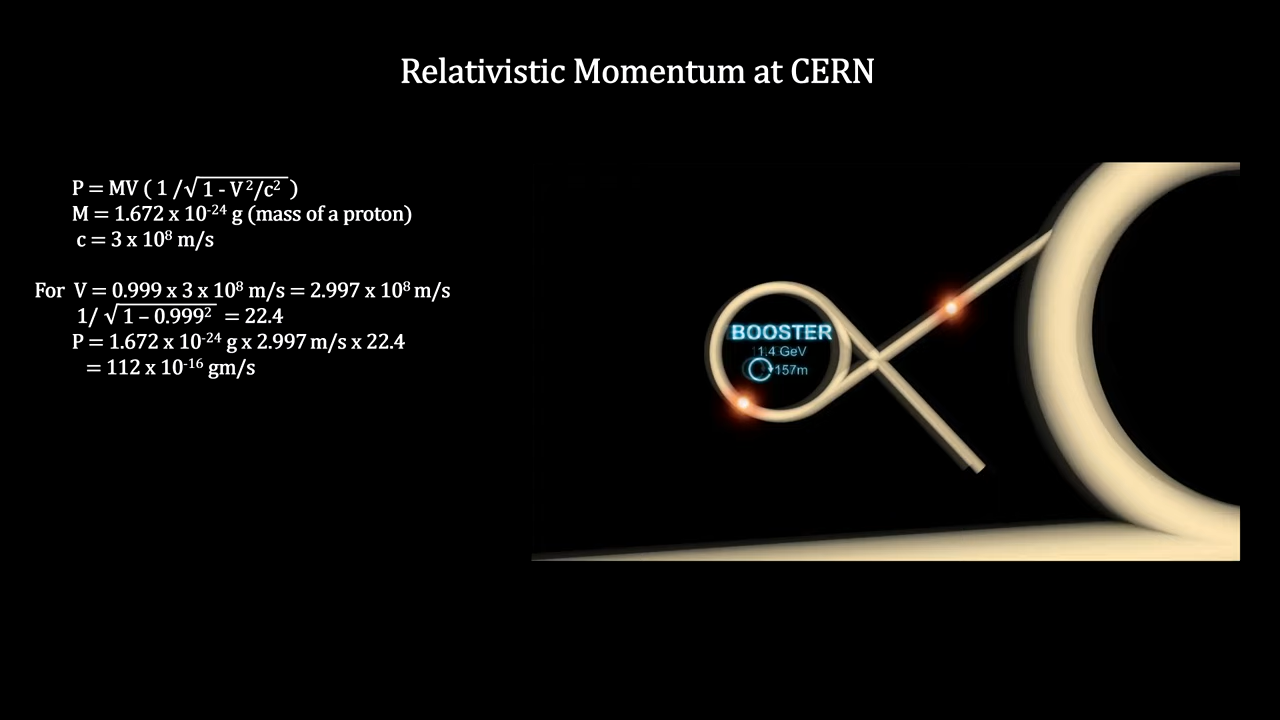 Relativistic Momentum at CERN
P = MV ( 1 /√ 1 - V²/c² )
M = 1.672 x 10⁻²⁴ g (mass of a proton)
c = 3 x 10⁸ m/s
For V = 0.999 x 3 x 10⁸ m/s = 2.997 x 10⁸ m/s
1/ √ 1 – 0.999² = 22.4
P = 1.672 x 10⁻²⁴ g x 2.997 m/s x 22.4
= 112 x 10⁻¹⁶ gm/s
BOOSTER
1,4 GeV
157m